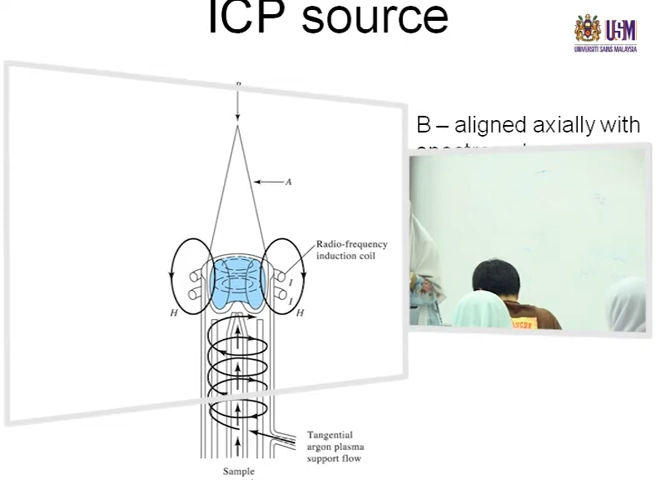 ICP source
USM
UNIVERSITI SAINS MALAYSIA
B – aligned axially with
A
Radio-frequency
induction coil
I
I
H
H
Tangential
argon plasma
support flow
Sample